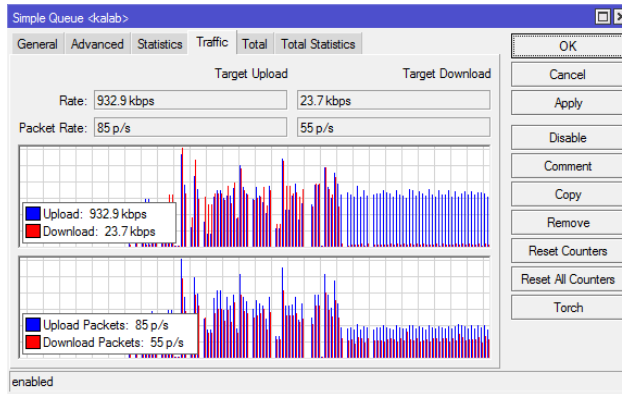 Simple Queue <kalab>
General Advanced Statistics Traffic Total Total Statistics
Target Upload Target Download
Rate: 932.9 kbps 23.7 kbps
Packet Rate: 85 p/s 55 p/s
Upload: 932.9 kbps
Download: 23.7 kbps
Upload Packets: 85 p/s
Download Packets: 55 p/s
enabled
OK
Cancel
Apply
Disable
Comment
Copy
Remove
Reset Counters
Reset All Counters
Torch